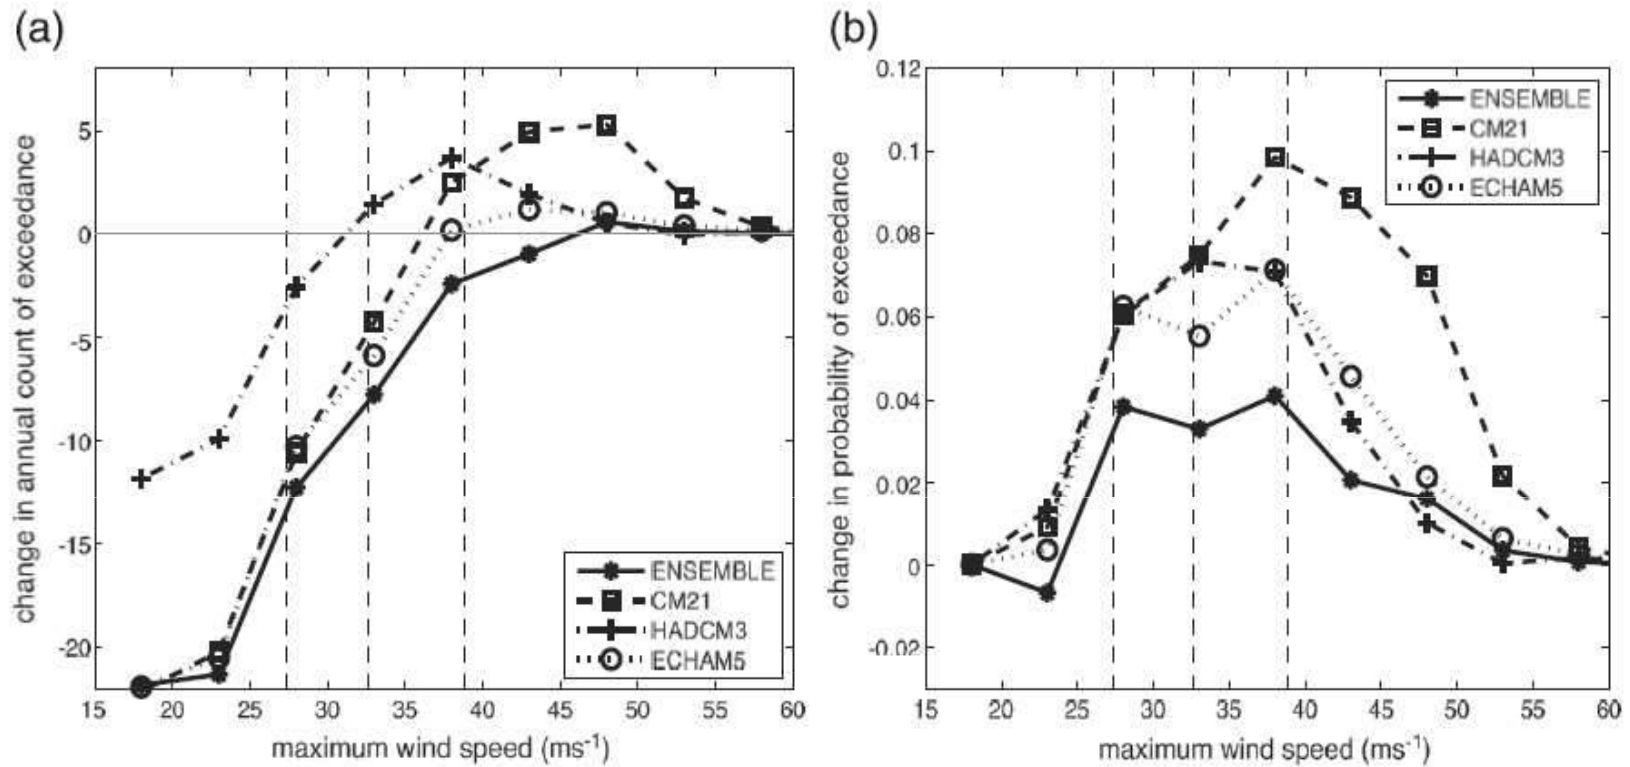 (a)
change in annual count of exceedance
5
0
-5
-10
-15
-20
15 20 25 30 35 40 45 50 55 60
maximum wind speed (ms⁻¹)
ENSEMBLE
CM21
HADCM3
ECHAM5
(b)
change in probability of exceedance
0.12
0.1
0.08
0.06
0.04
0.02
0
-0.02
15 20 25 30 35 40 45 50 55 60
maximum wind speed (ms⁻¹)
ENSEMBLE
CM21
HADCM3
ECHAM5